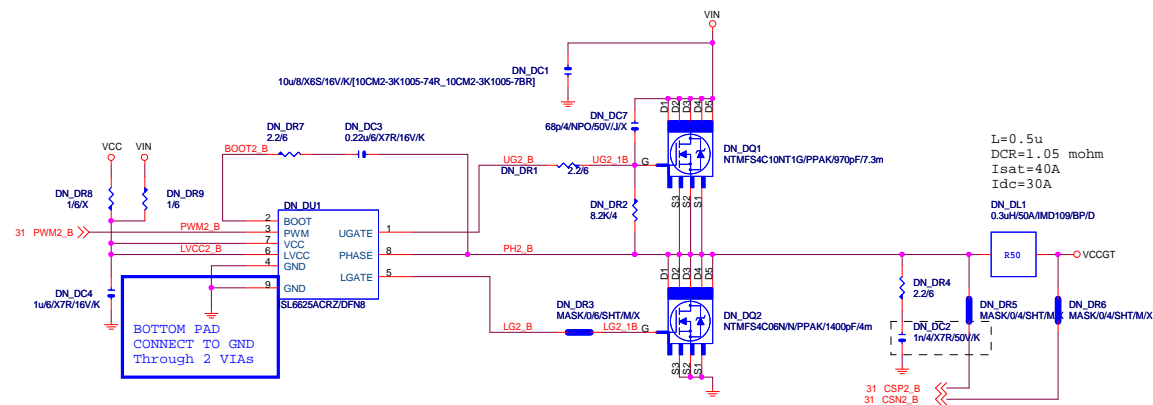 VIN
DN_DC1
10u/8/X6S/16V/K/[10CM2-3K1005-74R_10CM2-3K1005-7BR]
D1
D2
D3
D4
D5
DN_DC7
68p/4/NPO/50V/J/X
DN_DR7
2.2/6
DN_DC3
0.22u/6/X7R/16V/K
VCC
VIN
BOOT2_B
UG2_B
DN_DR1
2.2/6
UG2_1B
G
DN_DQ1
NTMFS4C10NT1G/PPAK/970pF/7.3m
L=0.5u
DCR=1.05 mohm
Isat=40A
Idc=30A
S3
S2
S1
DN_DR8
1/6/X
DN_DR9
1/6
DN_DU1
DN_DR2
8.2K/4
DN_DL1
0.3uH/50A/IMD109/BP/D
31 PWM2_B
LVCC2_B
2
3
7
6
4
9
BOOT
PWM
VCC
LVCC
GND
GND
UGATE
PHASE
LGATE
1
8
5
SL6625ACRZ/DFN8
PH2_B
R50
VCCGT
D1
D2
D3
D4
D5
DN_DC4
1u/6/X7R/16V/K
BOTTOM PAD
CONNECT TO GND
Through 2 VIAs
LG2_B
DN_DR3
MASK/0/6/SHT/M/X
LG2_1B
G
DN_DQ2
NTMFS4C06N/N/PPAK/1400pF/4m
S3
S2
S1
DN_DR4
2.2/6
DN_DC2
1n/4/X7R/50V/K
DN_DR5
MASK/0/4/SHT/M/X
DN_DR6
MASK/0/4/SHT/M/X
31 CSP2_B
31 CSN2_B